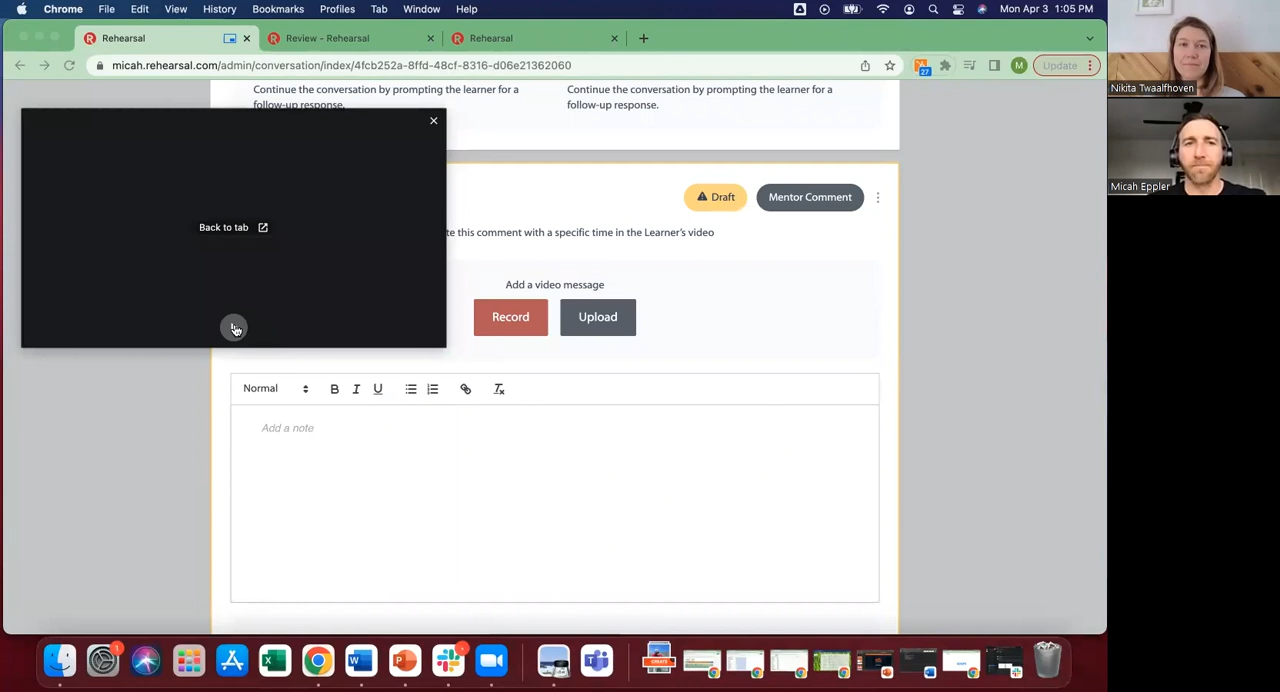 Chrome File Edit View History Bookmarks Profiles Tab Window Help Mon Apr 3 1:05 PM
Rehearsal Review - Rehearsal Rehearsal
micah.rehearsal.com/admin/conversation/index/4fcb252a-8ffd-48cf-8316-d06e21362060
27 M Update
Nikita Twaalfhoven
Micah Eppler
Continue the conversation by prompting the learner for a
follow-up response.
Continue the conversation by prompting the learner for a
follow-up response.
Back to tab
Draft Mentor Comment
te this comment with a specific time in the Learner's video
Add a video message
Record Upload
Normal B I U
Add a note
1